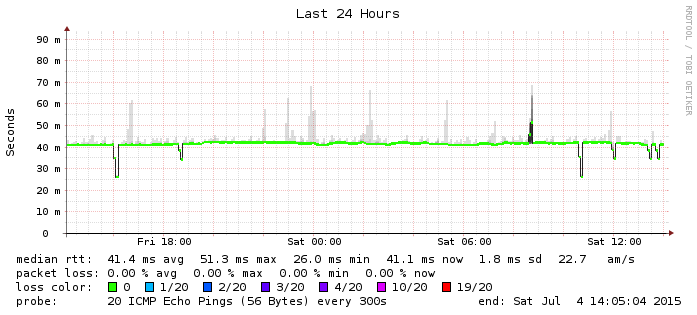 Last 24 Hours
RRDTOOL / TOBI OETIKER
Seconds
90 m
80 m
70 m
60 m
50 m
40 m
30 m
20 m
10 m
0
Fri 18:00 Sat 00:00 Sat 06:00 Sat 12:00
median rtt: 41.4 ms avg 51.3 ms max 26.0 ms min 41.1 ms now 1.8 ms sd 22.7 am/s
packet loss: 0.00 % avg 0.00 % max 0.00 % min 0.00 % now
loss color: 0 1/20 2/20 3/20 4/20 10/20 19/20
probe: 20 ICMP Echo Pings (56 Bytes) every 300s end: Sat Jul 4 14:05:04 2015